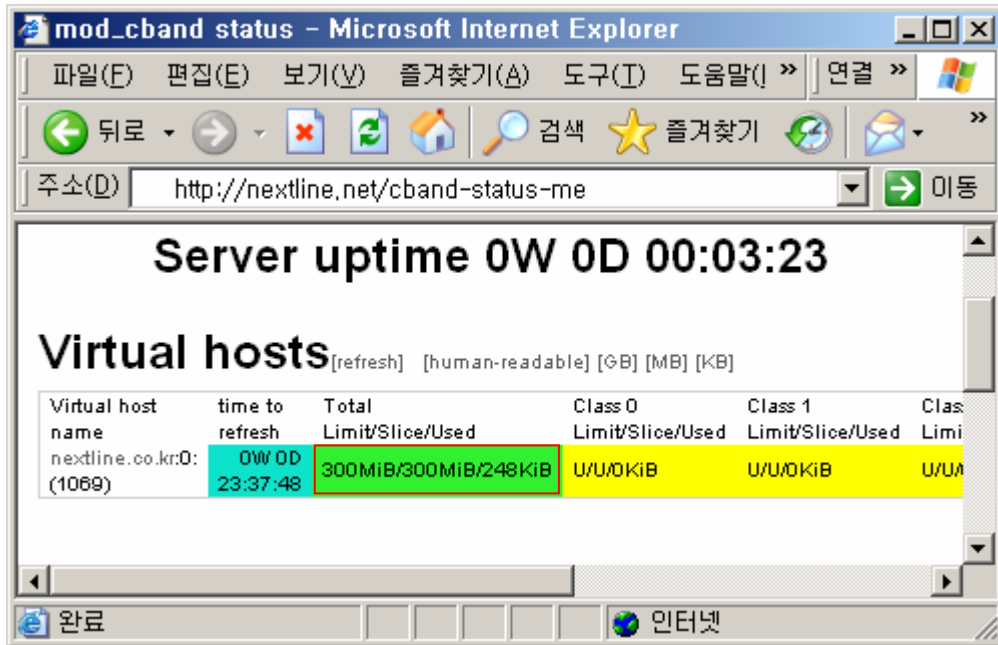 mod_cband status - Microsoft Internet Explorer
파일(F) 편집(E) 보기(V) 즐겨찾기(A) 도구(T) 도움말( » 연결 »
뒤로 검색 즐겨찾기 »
주소(D) http://nextline.net/cband-status-me 이동
Server uptime 0W 0D 00:03:23
Virtual hosts[refresh] [human-readable] [GB] [MB] [KB]
Virtual host time to Total Class 0 Class 1 Clas
name refresh Limit/Slice/Used Limit/Slice/Used Limit/Slice/Used Limi
nextline.co.kr:0: 0W 0D 300MiB/300MiB/248KiB U/U/0KiB U/U/0KiB U/U/
(1069) 23:37:48
완료 인터넷